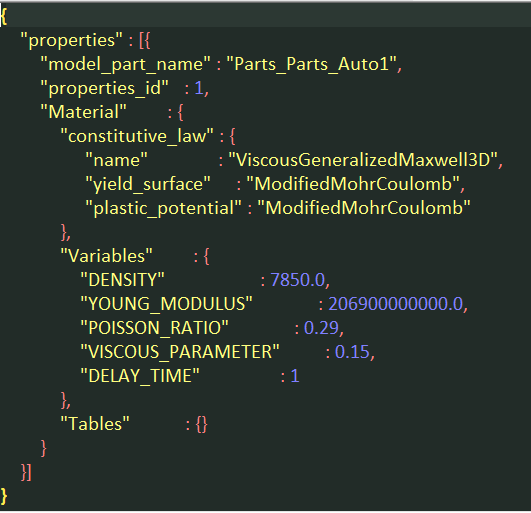 {
"properties" : [{
"model_part_name" : "Parts_Parts_Auto1",
"properties_id" : 1,
"Material" : {
"constitutive_law" : {
"name" : "ViscousGeneralizedMaxwell3D",
"yield_surface" : "ModifiedMohrCoulomb",
"plastic_potential" : "ModifiedMohrCoulomb"
},
"Variables" : {
"DENSITY" : 7850.0,
"YOUNG_MODULUS" : 206900000000.0,
"POISSON_RATIO" : 0.29,
"VISCOUS_PARAMETER" : 0.15,
"DELAY_TIME" : 1
},
"Tables" : {}
}
}]
}